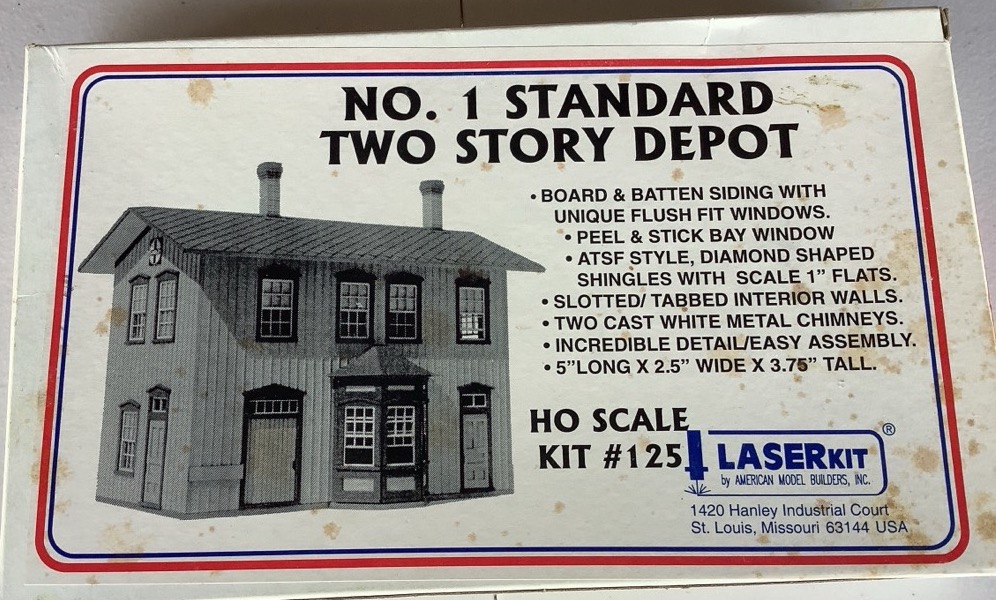 NO. 1 STANDARD
TWO STORY DEPOT
• BOARD & BATTEN SIDING WITH
UNIQUE FLUSH FIT WINDOWS.
• PEEL & STICK BAY WINDOW
• ATSF STYLE, DIAMOND SHAPED
SHINGLES WITH SCALE 1” FLATS.
• SLOTTED/ TABBED INTERIOR WALLS.
• TWO CAST WHITE METAL CHIMNEYS.
• INCREDIBLE DETAIL/EASY ASSEMBLY.
• 5”LONG X 2.5” WIDE X 3.75” TALL.
HO SCALE
KIT #125
LASERKIT ®
by AMERICAN MODEL BUILDERS, INC.
1420 Hanley Industrial Court
St. Louis, Missouri 63144 USA